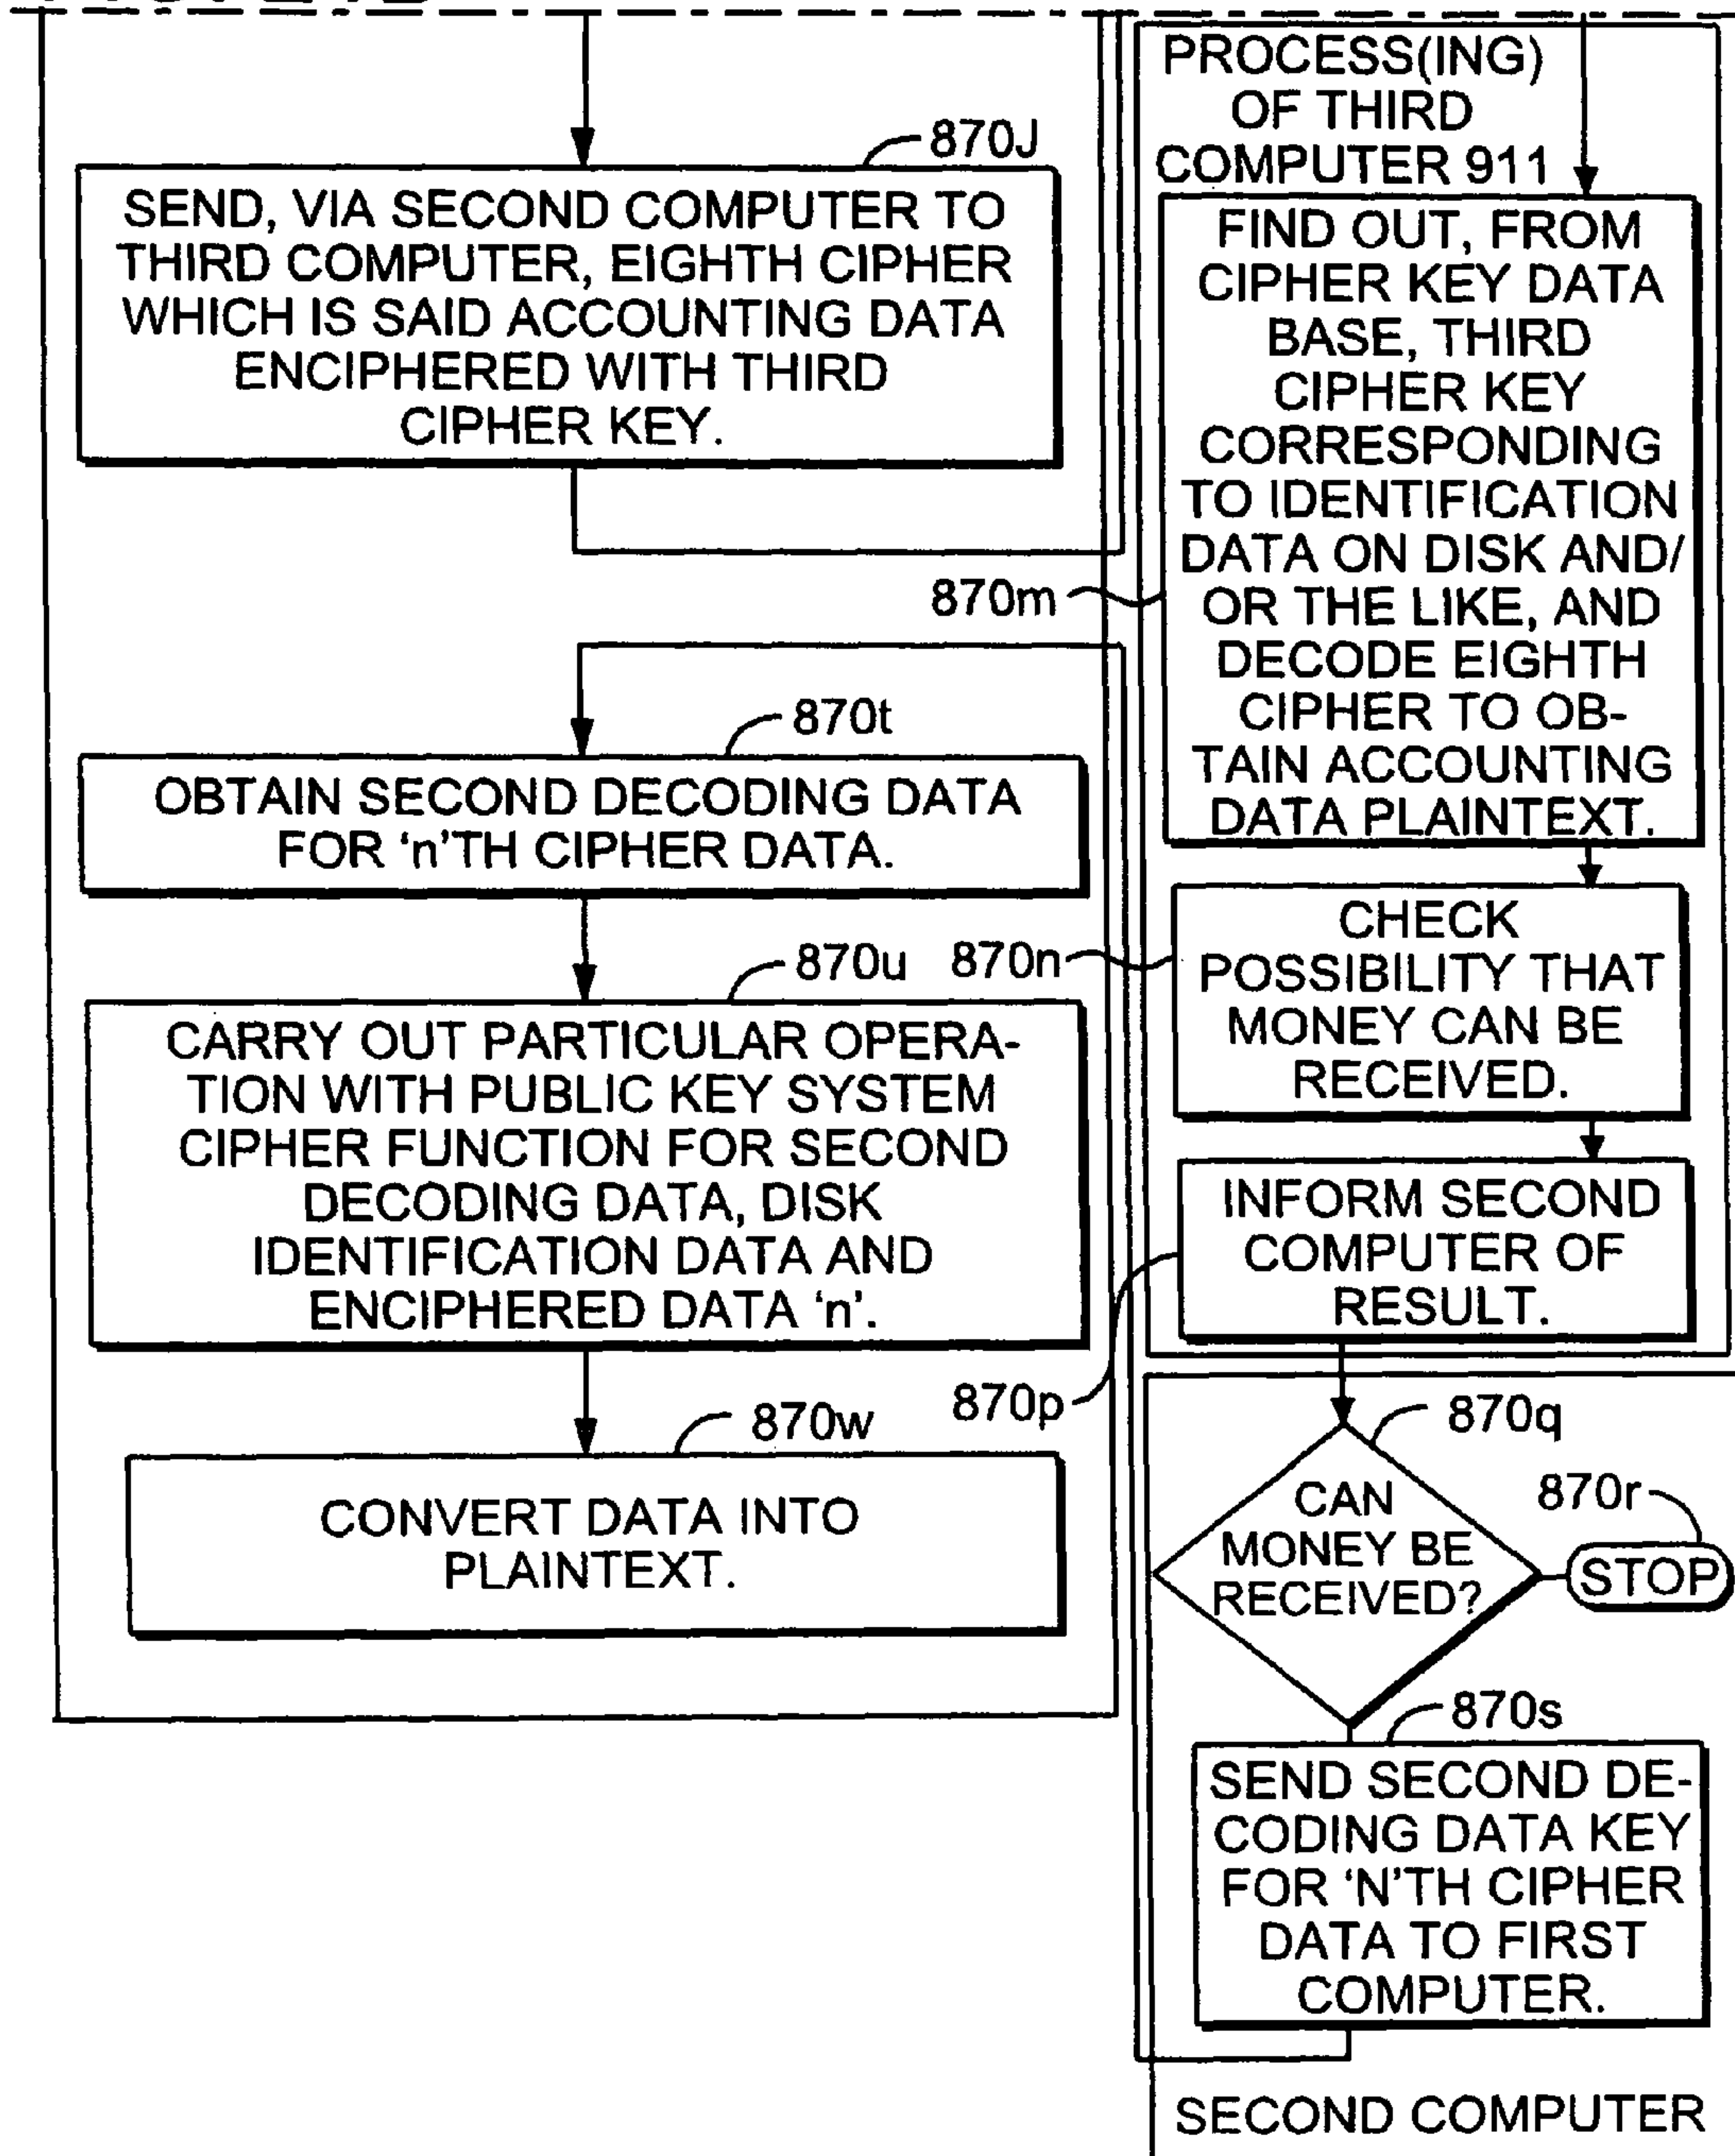 870J
SEND, VIA SECOND COMPUTER TO
THIRD COMPUTER, EIGHTH CIPHER
WHICH IS SAID ACCOUNTING DATA
ENCIPHERED WITH THIRD
CIPHER KEY.
870t
OBTAIN SECOND DECODING DATA
FOR ‘n’TH CIPHER DATA.
870u
CARRY OUT PARTICULAR OPERA-
TION WITH PUBLIC KEY SYSTEM
CIPHER FUNCTION FOR SECOND
DECODING DATA, DISK
IDENTIFICATION DATA AND
ENCIPHERED DATA ‘n’.
870w
CONVERT DATA INTO
PLAINTEXT.
PROCESS(ING)
OF THIRD
COMPUTER 911
870m
FIND OUT, FROM
CIPHER KEY DATA
BASE, THIRD
CIPHER KEY
CORRESPONDING
TO IDENTIFICATION
DATA ON DISK AND/
OR THE LIKE, AND
DECODE EIGHTH
CIPHER TO OB-
TAIN ACCOUNTING
DATA PLAINTEXT.
870n
CHECK
POSSIBILITY THAT
MONEY CAN BE
RECEIVED.
870p
INFORM SECOND
COMPUTER OF
RESULT.
870q
CAN
MONEY BE
RECEIVED?
870r
STOP
870s
SEND SECOND DE-
CODING DATA KEY
FOR ‘N’TH CIPHER
DATA TO FIRST
COMPUTER.
SECOND COMPUTER